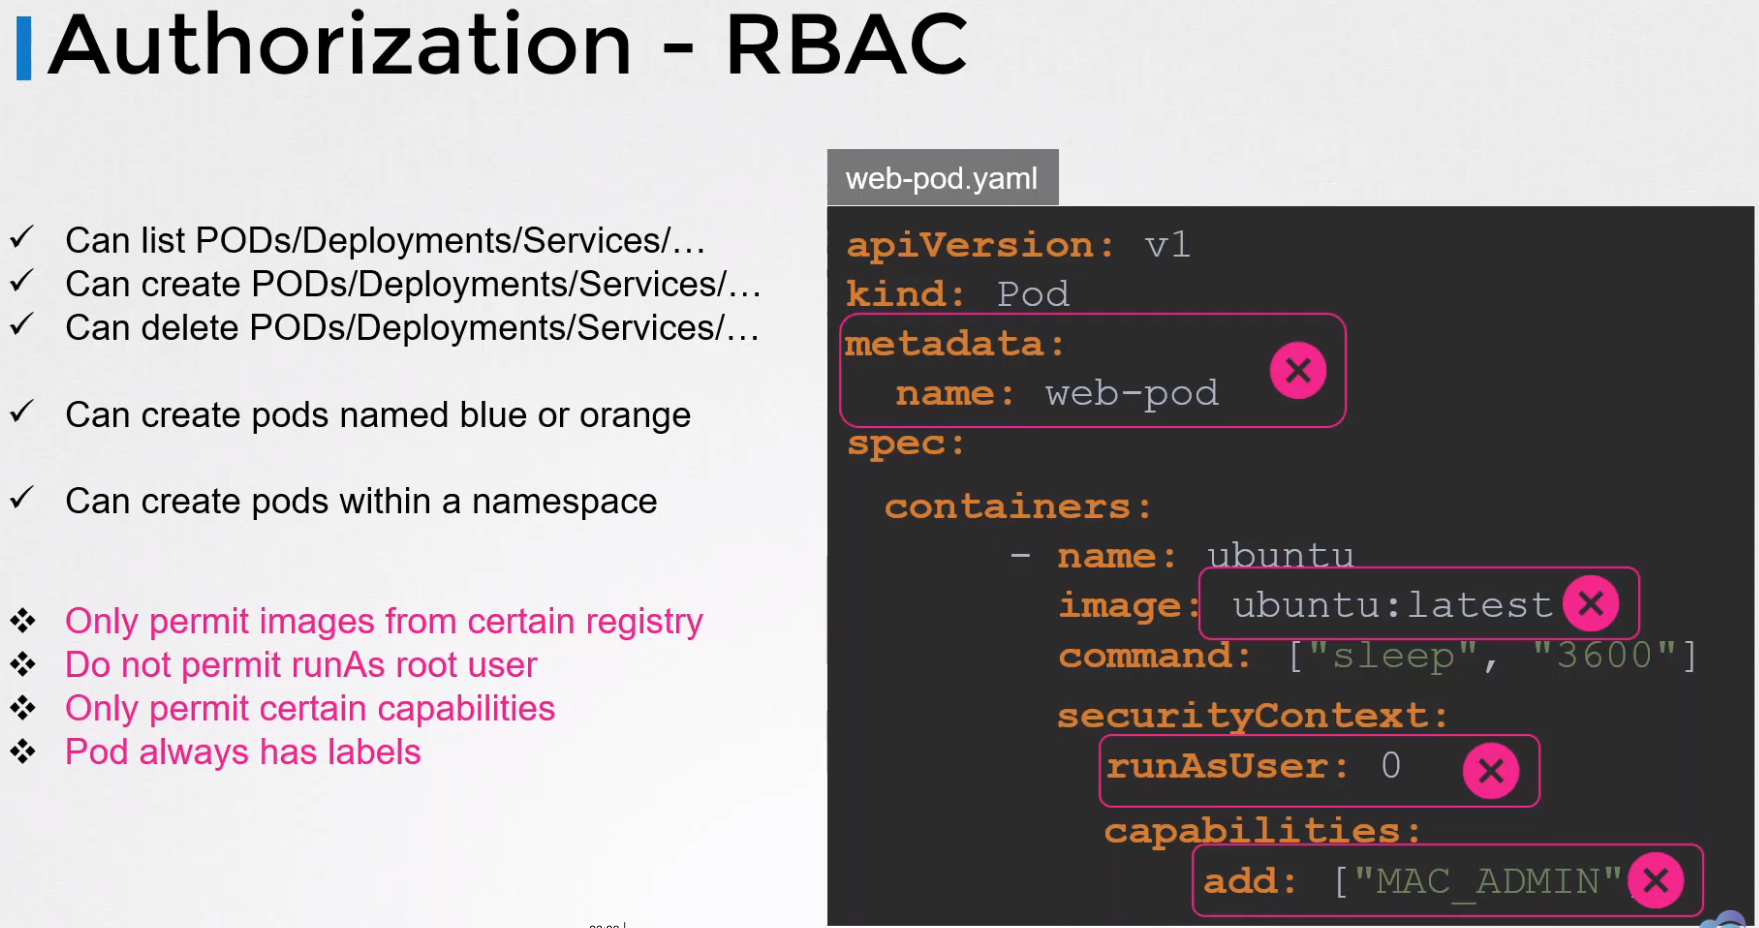 Authorization - RBAC
✓ Can list PODs/Deployments/Services/…
✓ Can create PODs/Deployments/Services/…
✓ Can delete PODs/Deployments/Services/…
✓ Can create pods named blue or orange
✓ Can create pods within a namespace
❖ Only permit images from certain registry
❖ Do not permit runAs root user
❖ Only permit certain capabilities
❖ Pod always has labels
web-pod.yaml
apiVersion: v1
kind: Pod
metadata:
name: web-pod
spec:
containers:
- name: ubuntu
image: ubuntu:latest
command: ["sleep", "3600"]
securityContext:
runAsUser: 0
capabilities:
add: ["MAC_ADMIN"